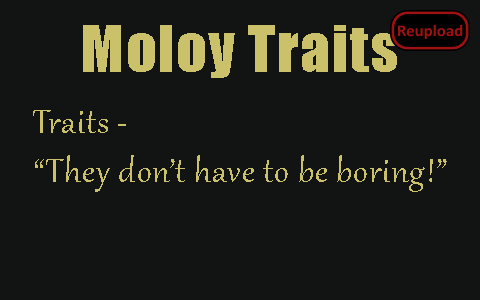 Moloy Traits
Reupload
Traits -
“They don’t have to be boring!”